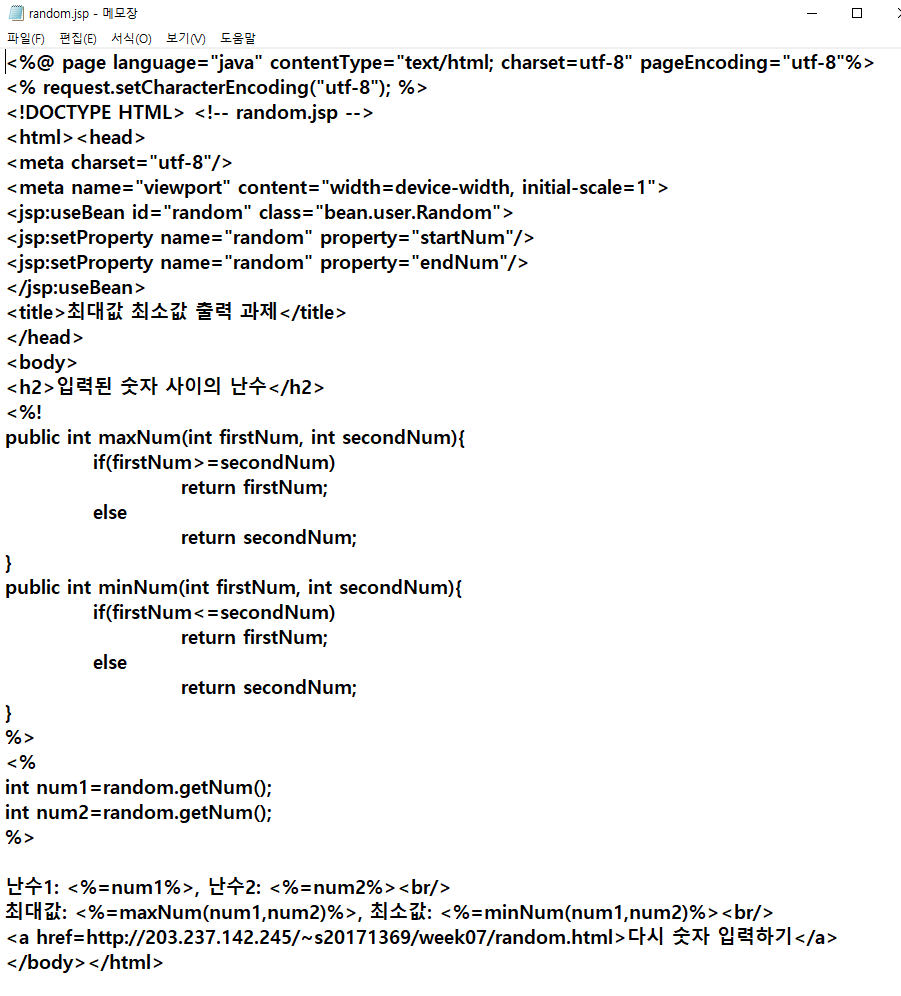 random.jsp - 메모장
파일(F) 편집(E) 서식(O) 보기(V) 도움말
<%@ page language="java" contentType="text/html; charset=utf-8" pageEncoding="utf-8"%>
<% request.setCharacterEncoding("utf-8"); %>
<!DOCTYPE HTML> <!-- random.jsp -->
<html><head>
<meta charset="utf-8"/>
<meta name="viewport" content="width=device-width, initial-scale=1">
<jsp:useBean id="random" class="bean.user.Random">
<jsp:setProperty name="random" property="startNum"/>
<jsp:setProperty name="random" property="endNum"/>
</jsp:useBean>
<title>최대값 최소값 출력 과제</title>
</head>
<body>
<h2>입력된 숫자 사이의 난수</h2>
<%!
public int maxNum(int firstNum, int secondNum){
if(firstNum>=secondNum)
return firstNum;
else
return secondNum;
}
public int minNum(int firstNum, int secondNum){
if(firstNum<=secondNum)
return firstNum;
else
return secondNum;
}
%>
<%
int num1=random.getNum();
int num2=random.getNum();
%>
난수1: <%=num1%>, 난수2: <%=num2%><br/>
최대값: <%=maxNum(num1,num2)%>, 최소값: <%=minNum(num1,num2)%><br/>
<a href=http://203.237.142.245/~s20171369/week07/random.html>다시 숫자 입력하기</a>
</body></html>